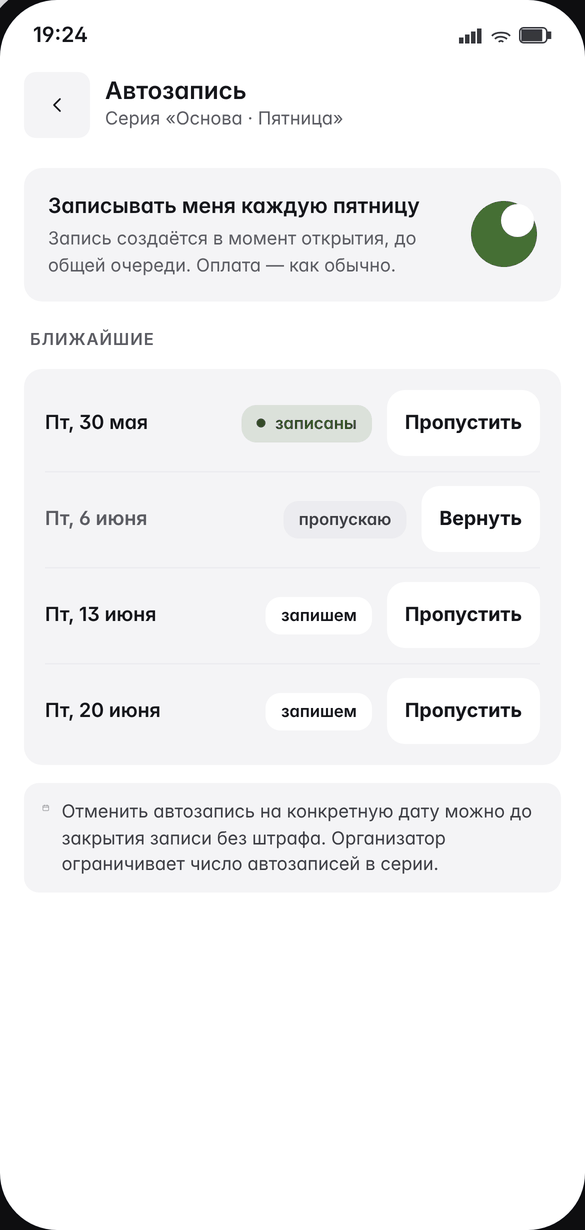 19:24
Автозапись
Серия «Основа · Пятница»
Записывать меня каждую пятницу
Запись создаётся в момент открытия, до
общей очереди. Оплата — как обычно.
БЛИЖАЙШИЕ
Пт, 30 мая записаны Пропустить
Пт, 6 июня пропускаю Вернуть
Пт, 13 июня запишем Пропустить
Пт, 20 июня запишем Пропустить
Отменить автозапись на конкретную дату можно до
закрытия записи без штрафа. Организатор
ограничивает число автозаписей в серии.